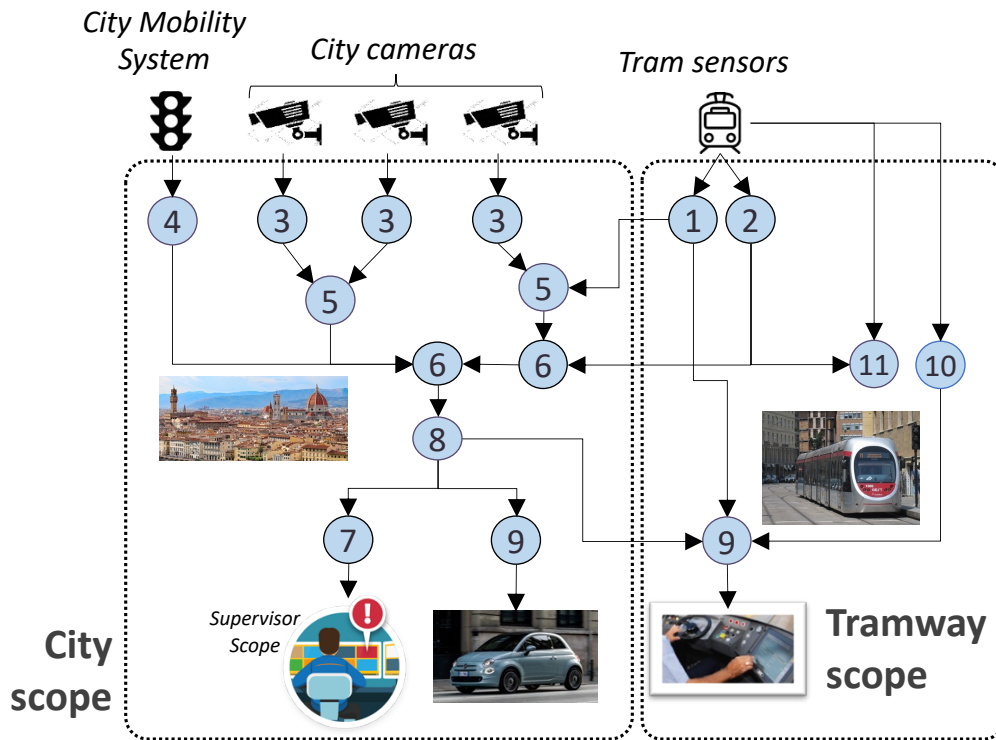 City Mobility
System
City cameras
Tram sensors
4
3
3
3
1
2
5
5
6
6
11
10
8
7
9
9
Supervisor
Scope
!
City
scope
Tramway
scope